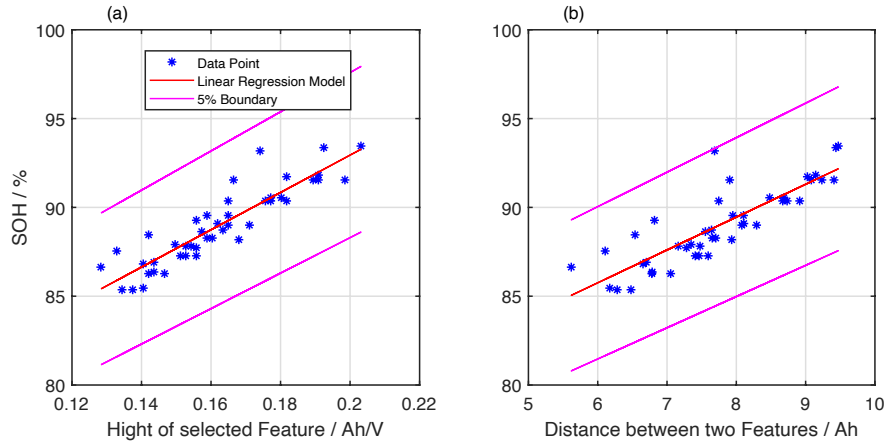 (a)
100
95
90
85
80
SOH / %
Data Point
Linear Regression Model
5% Boundary
0.12 0.14 0.16 0.18 0.2 0.22
Hight of selected Feature / Ah/V
(b)
100
95
90
85
80
5 6 7 8 9 10
Distance between two Features / Ah